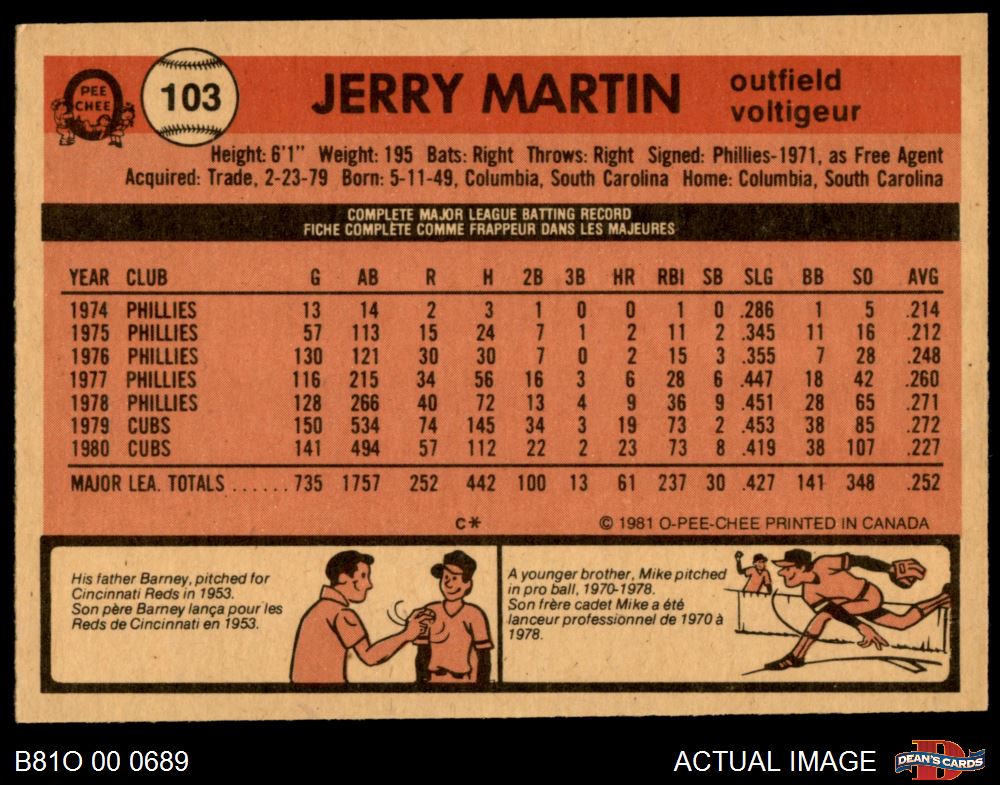 PEE
CHEE
103
JERRY MARTIN
outfield
voltigeur
Height: 6'1" Weight: 195 Bats: Right Throws: Right Signed: Phillies-1971, as Free Agent
Acquired: Trade, 2-23-79 Born: 5-11-49, Columbia, South Carolina Home: Columbia, South Carolina
COMPLETE MAJOR LEAGUE BATTING RECORD
FICHE COMPLÈTE COMME FRAPPEUR DANS LES MAJEURES
YEAR CLUB G AB R H 2B 3B HR RBI SB SLG BB SO AVG
1974 PHILLIES 13 14 2 3 1 0 0 1 0 .286 1 5 .214
1975 PHILLIES 57 113 15 24 7 1 2 11 2 .345 11 16 .212
1976 PHILLIES 130 121 30 30 7 0 2 15 3 .355 7 28 .248
1977 PHILLIES 116 215 34 56 16 3 6 28 6 .447 18 42 .260
1978 PHILLIES 128 266 40 72 13 4 9 36 9 .451 28 65 .271
1979 CUBS 150 534 74 145 34 3 19 73 2 .453 38 85 .272
1980 CUBS 141 494 57 112 22 2 23 73 8 .419 38 107 .227
MAJOR LEA. TOTALS ...... 735 1757 252 442 100 13 61 237 30 .427 141 348 .252
C* © 1981 O-PEE-CHEE PRINTED IN CANADA
His father Barney, pitched for
Cincinnati Reds in 1953.
Son père Barney lança pour les
Reds de Cincinnati en 1953.
A younger brother, Mike pitched
in pro ball, 1970-1978.
Son frère cadet Mike a été
lanceur professionnel de 1970 à
1978.
B81O 00 0689
ACTUAL IMAGE
D
DEAN'S CARDS